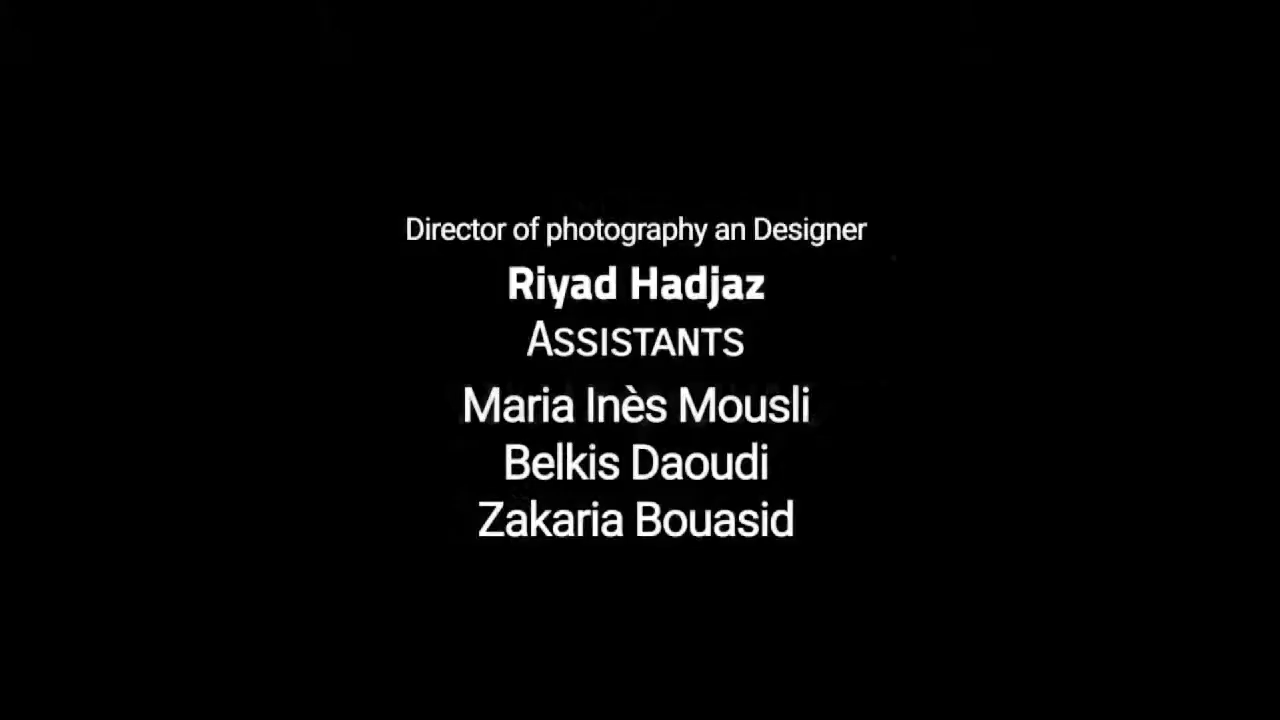 Director of photography an Designer
Riyad Hadjaz
ASSISTANTS
Maria Inès Mousli
Belkis Daoudi
Zakaria Bouasid